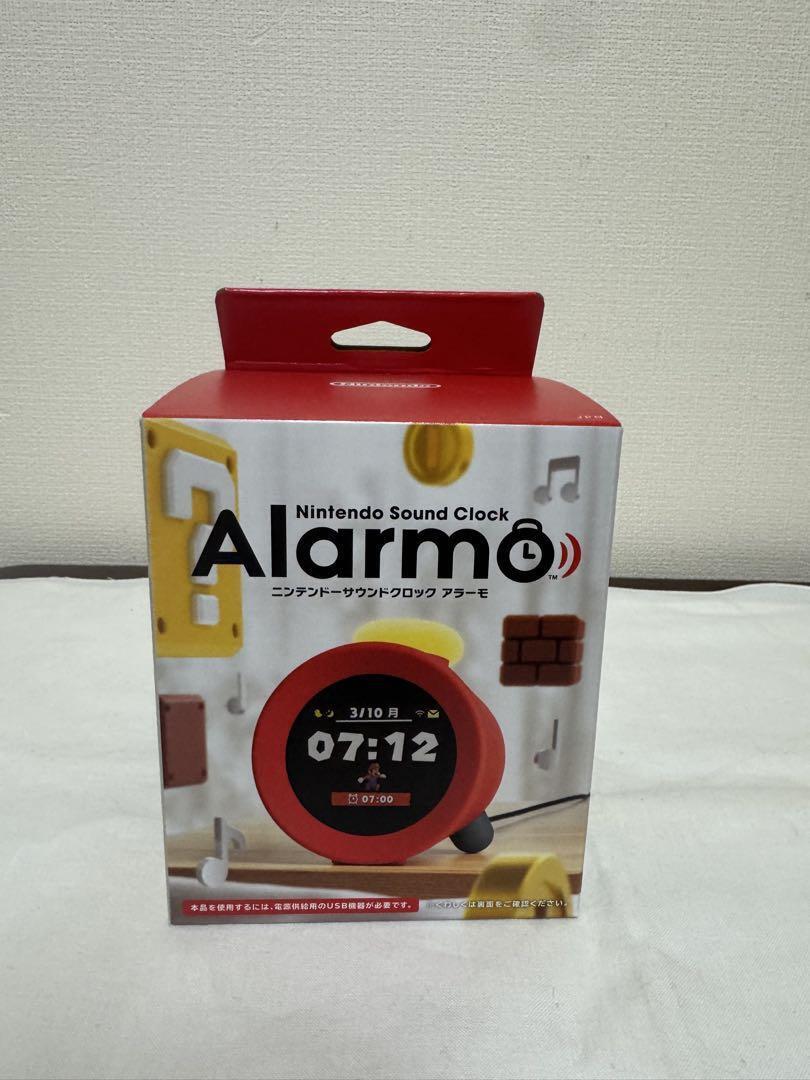 Nintendo
Nintendo Sound Clock
Alarmo
TM
ニンテンドーサウンドクロック アラーモ
3/10 月
07:12
07:00
本品を使用するには、電源供給用のUSB機器が必要です。
※くわしくは裏面をご確認ください。